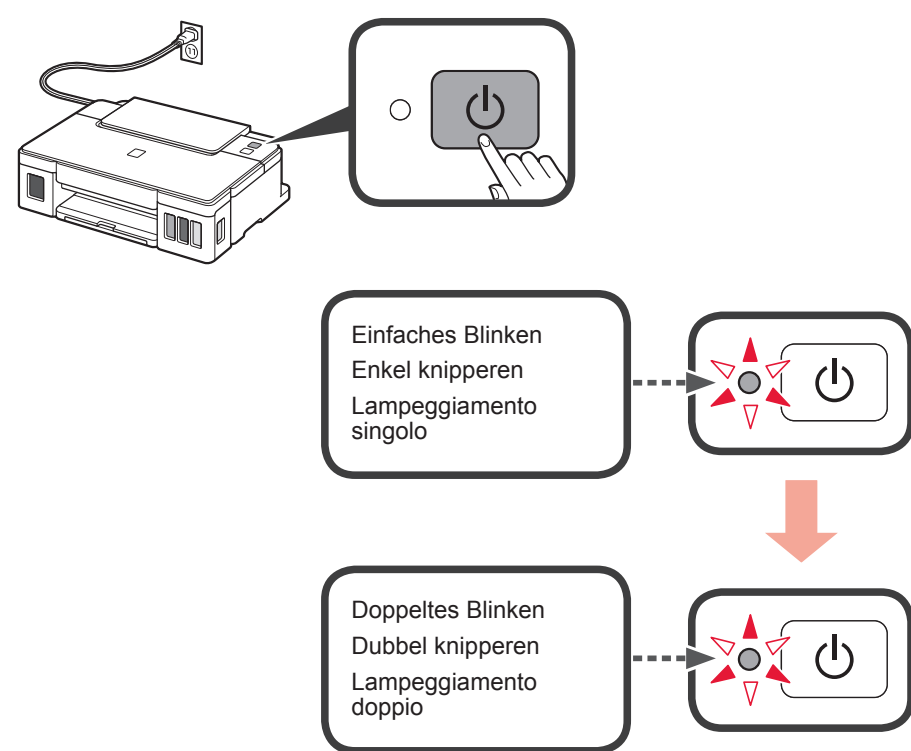 Einfaches Blinken
Enkel knipperen
Lampeggiamento
singolo
Doppeltes Blinken
Dubbel knipperen
Lampeggiamento
doppio